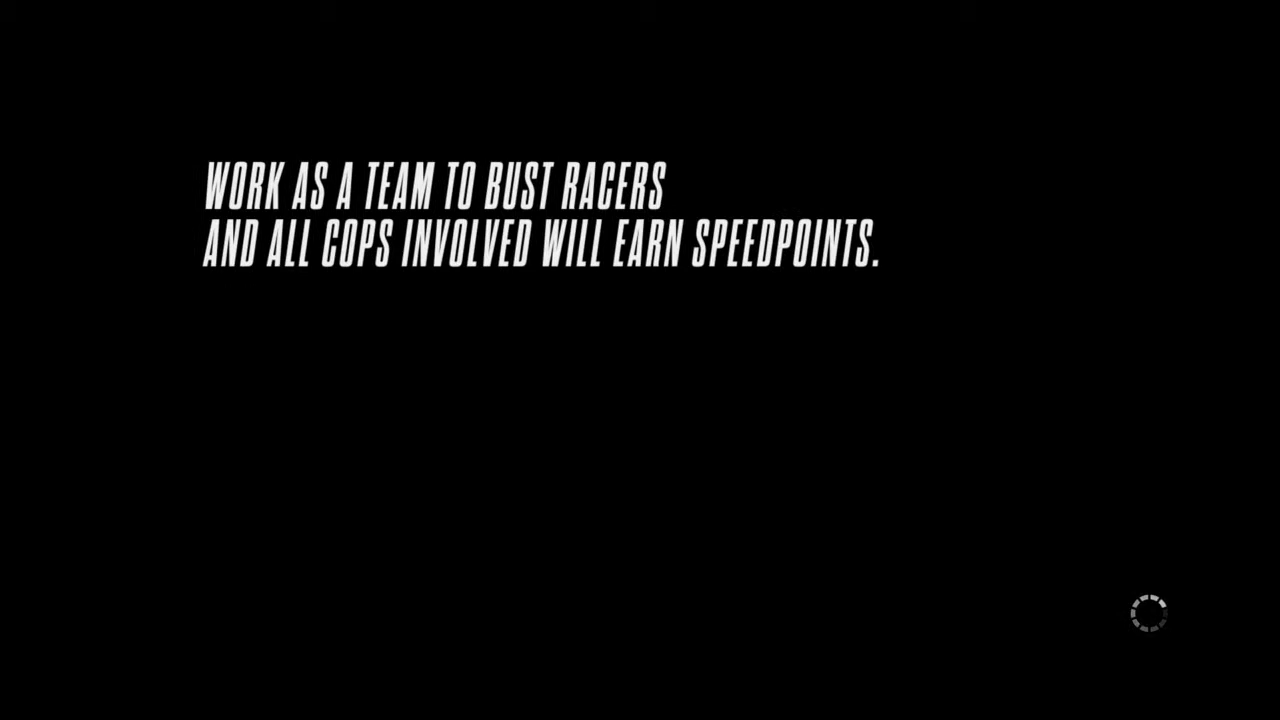 WORK AS A TEAM TO BUST RACERS
AND ALL COPS INVOLVED WILL EARN SPEEDPOINTS.